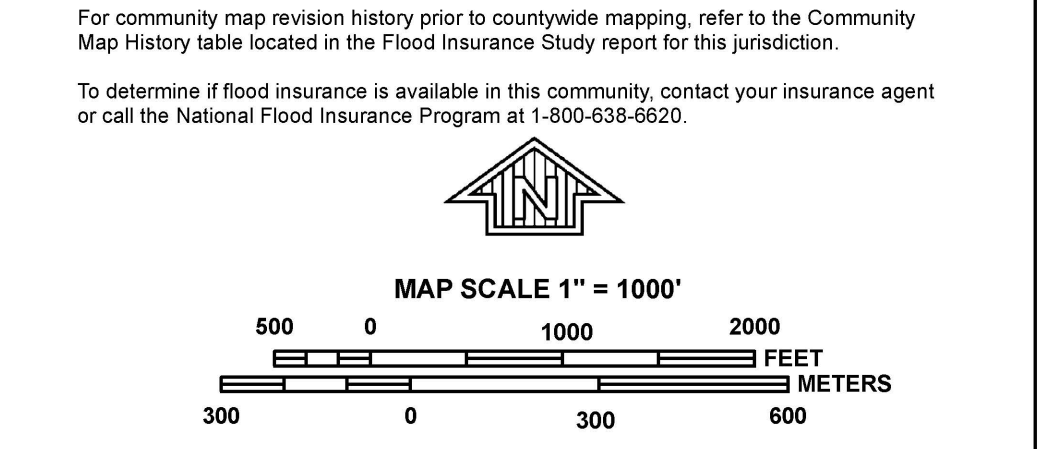 For community map revision history prior to countywide mapping, refer to the Community
Map History table located in the Flood Insurance Study report for this jurisdiction.
To determine if flood insurance is available in this community, contact your insurance agent
or call the National Flood Insurance Program at 1-800-638-6620.
N
MAP SCALE 1" = 1000'
500 0 1000 2000
FEET
METERS
300 0 300 600